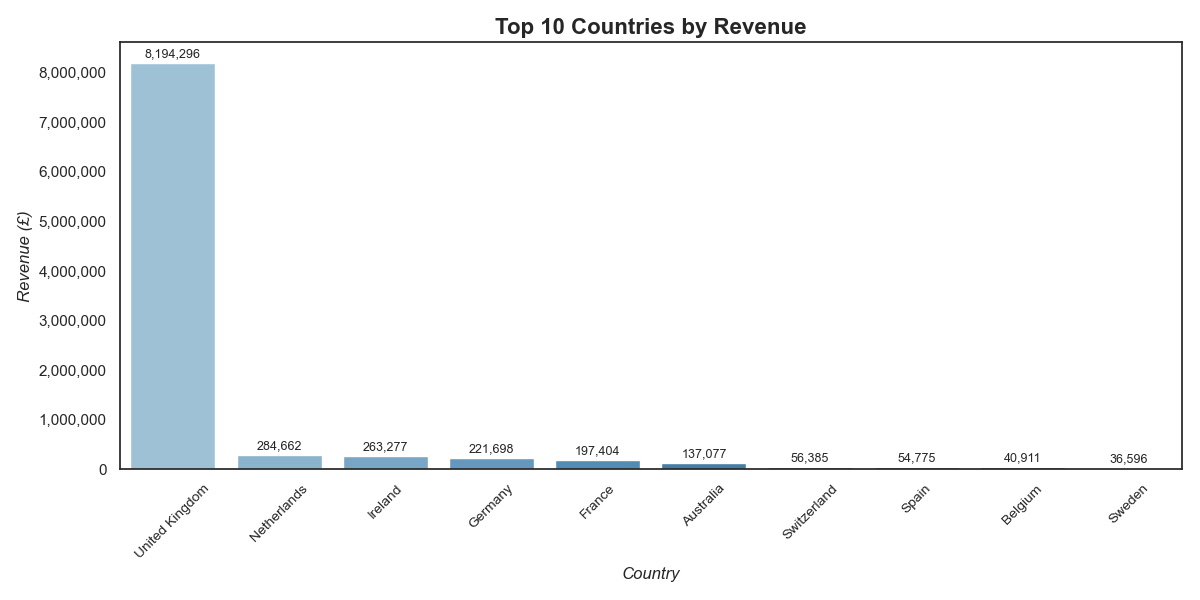 Top 10 Countries by Revenue
8,194,296
8,000,000
7,000,000
6,000,000
5,000,000
4,000,000
3,000,000
2,000,000
1,000,000
0
Revenue (£)
284,662
263,277
221,698
197,404
137,077
56,385
54,775
40,911
36,596
United Kingdom
Netherlands
Ireland
Germany
France
Australia
Switzerland
Spain
Belgium
Sweden
Country